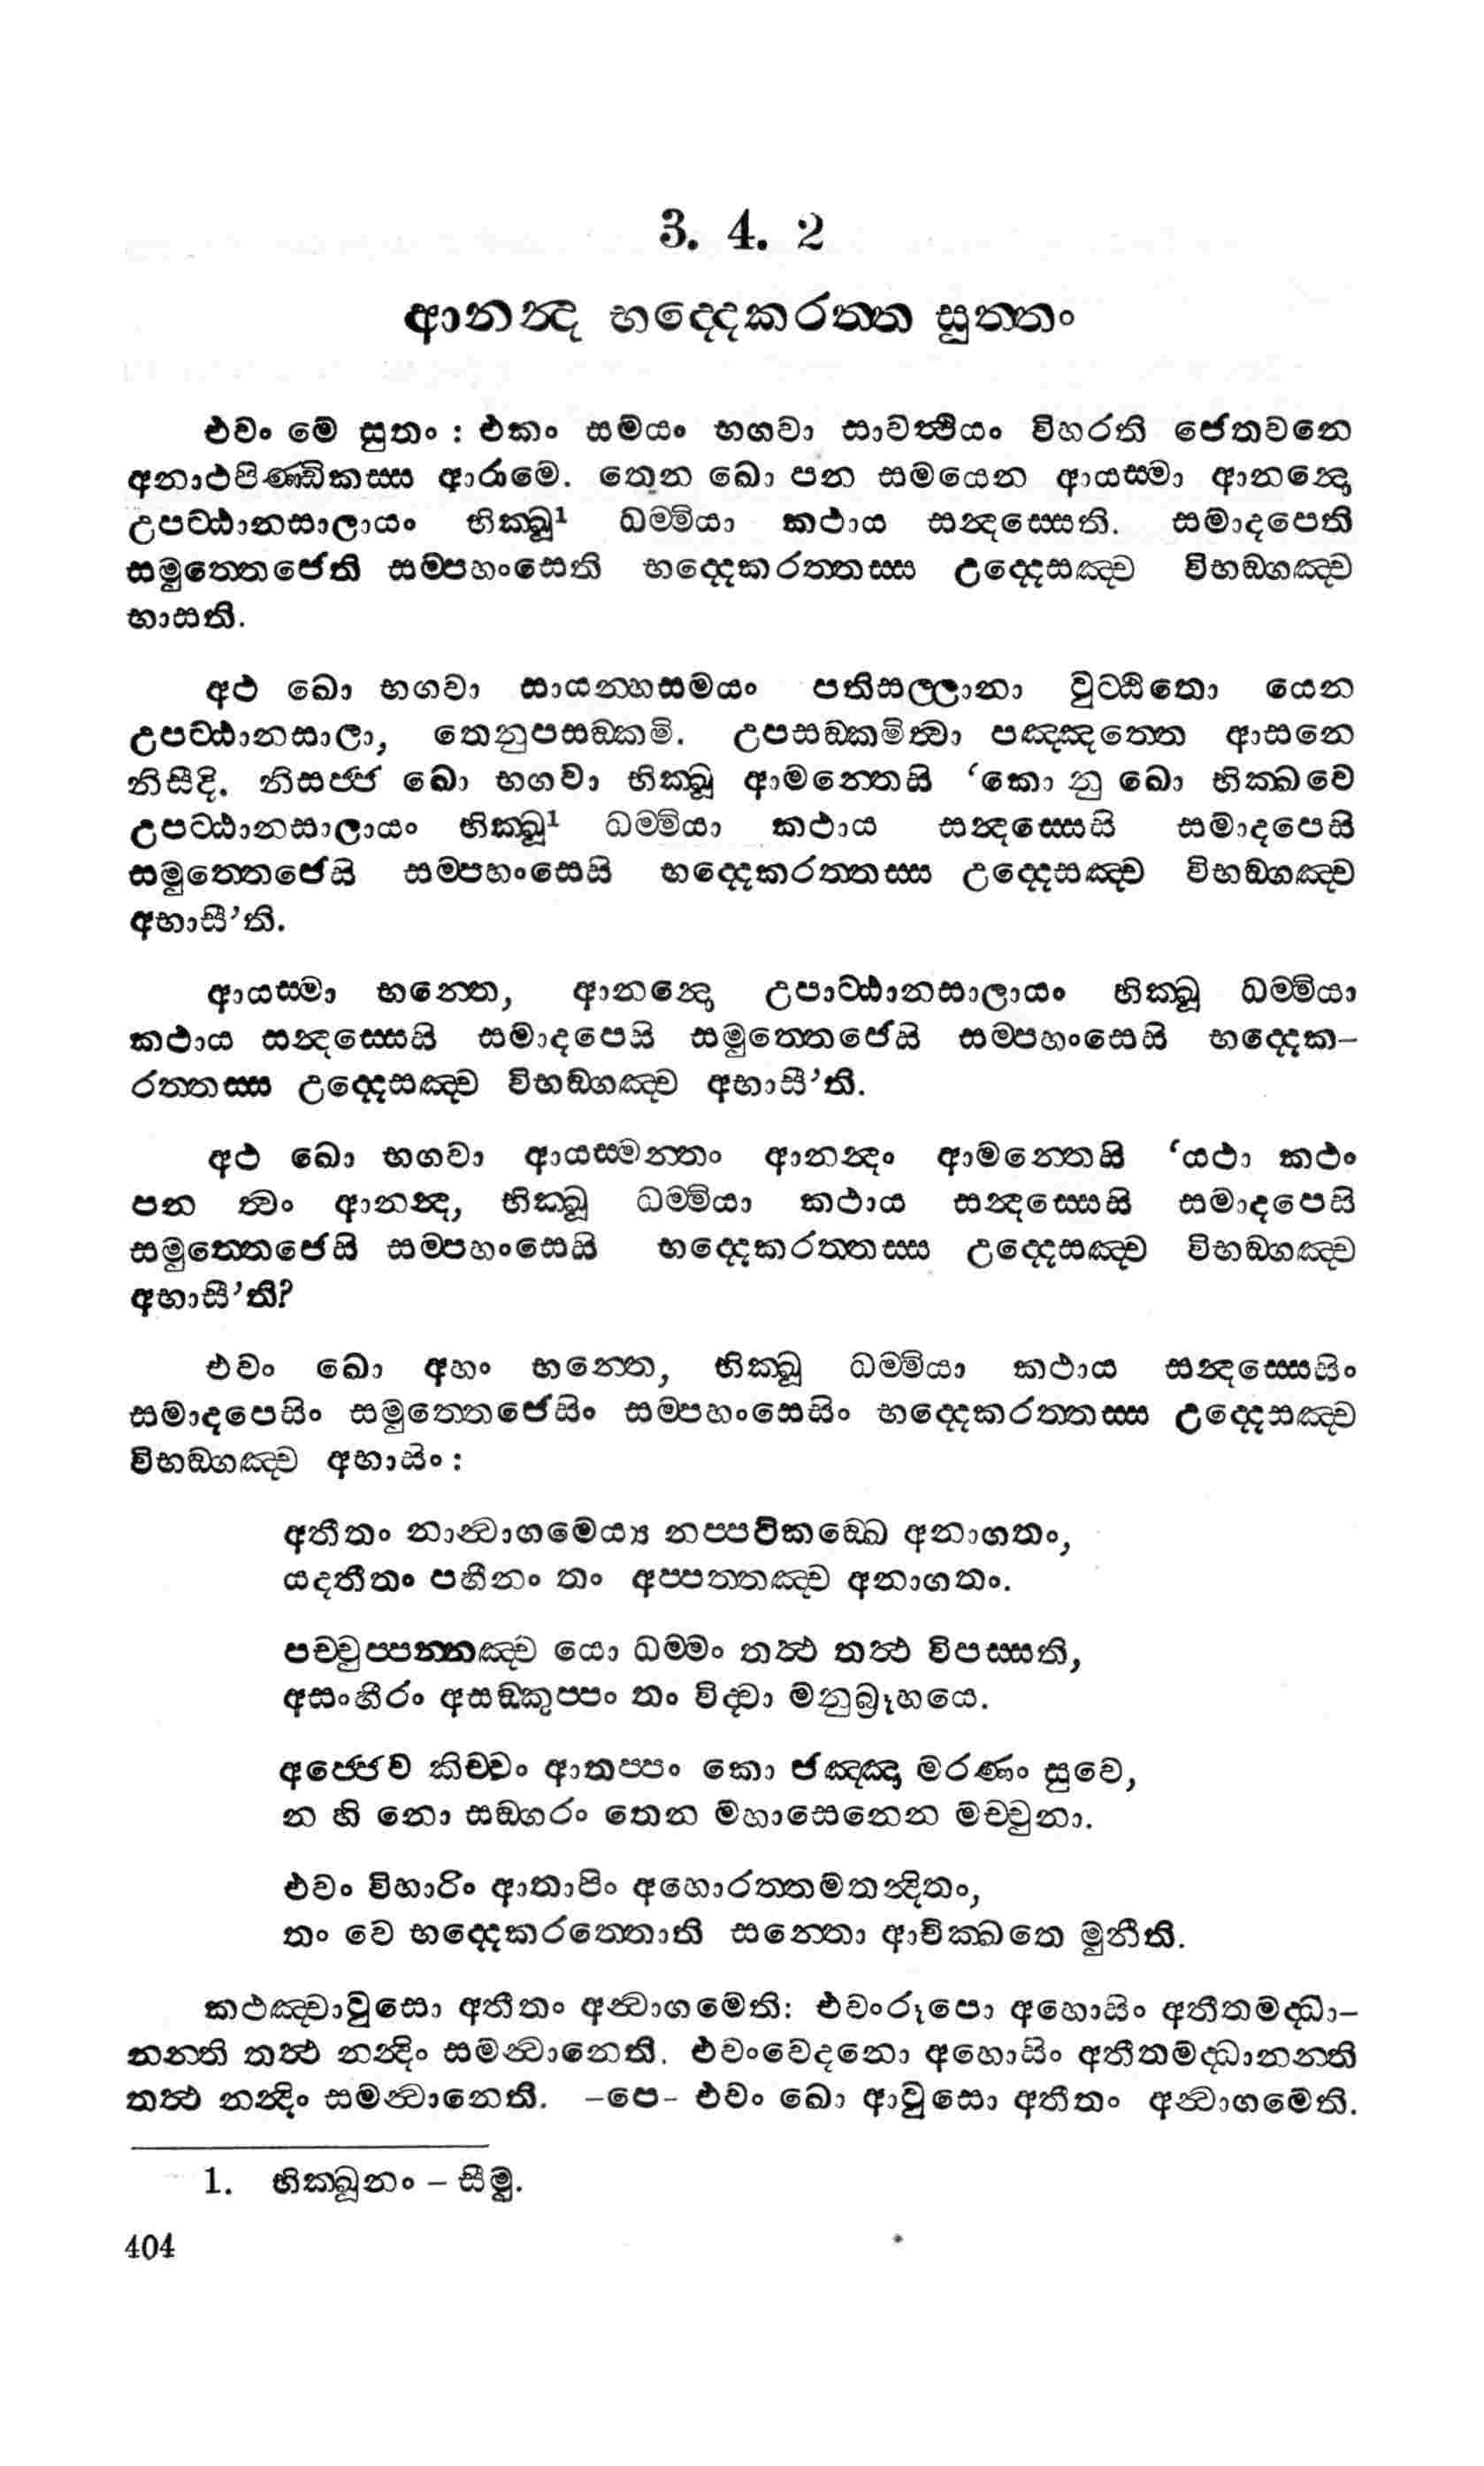 3. 4. 2
ආනන්‍ද භද්දෙකරත්ත සුත්තං
එවං මෙ සුතං : එකං සමයං භගවා සාවත්‍ථියං විහරති ජෙතවනෙ
අනාථපිණ්ඩිකස්ස ආරාමෙ. තෙන ඛො පන සමයෙන ආයස්මා ආනන්‍දො
උපට්ඨානසාලායං භික්ඛූ¹ ධම්මියා කථාය සන්‍දස්සෙති. සමාදපෙති
සමුත්තෙජෙති සම්පහංසෙති භද්දෙකරත්තස්ස උද්දෙසඤ්ච විභඞ්ගඤ්ච
භාසති.
අථ ඛො භගවා සායන්හසමයං පතිසල්ලානා වුට්ඨිතො යෙන
උපට්ඨානසාලා, තෙනුපසඞ්කමි. උපසඞ්කමිත්‍වා පඤ්ඤත්තෙ ආසනෙ
නිසීදි. නිසජ්ජ ඛො භගවා භික්ඛූ ආමන්තෙසි ‘කො නු ඛො භික්ඛවෙ
උපට්ඨානසාලායං භික්ඛූ¹ ධම්මියා කථාය සන්‍දස්සෙසි සමාදපෙසි
සමුත්තෙජෙසි සම්පහංසෙසි භද්දෙකරත්තස්ස උද්දෙසඤ්ච විභඞ්ගඤ්ච
අභාසී’ති.
ආයස්මා භන්තෙ, ආනන්‍දො උපාට්ඨානසාලායං භික්ඛූ ධම්මියා
කථාය සන්‍දස්සෙසි සමාදපෙසි සමුත්තෙජෙසි සම්පහංසෙසි භද්දෙක-
රත්තස්ස උද්දෙසඤ්ච විභඞ්ගඤ්ච අභාසී’ති.
අථ ඛො භගවා ආයස්මන්තං ආනන්‍දං ආමන්තෙසි ‘යථා කථං
පන ත්‍වං ආනන්‍ද, භික්ඛූ ධම්මියා කථාය සන්‍දස්සෙසි සමාදපෙසි
සමුත්තෙජෙසි සම්පහංසෙසි භද්දෙකරත්තස්ස උද්දෙසඤ්ච විභඞ්ගඤ්ච
අභාසී’ති?
එවං ඛො අහං භන්තෙ, භික්ඛූ ධම්මියා කථාය සන්‍දස්සෙසිං
සමාදපෙසිං සමුත්තෙජෙසිං සම්පහංසෙසිං භද්දෙකරත්තස්ස උද්දෙසඤ්ච
විභඞ්ගඤ්ච අභාසිං :
අතීතං නාන්‍වාගමෙය්‍ය නප්පටිකඞ්ඛෙ අනාගතං,
යදතීතං පහීනං තං අප්පත්තඤ්ච අනාගතං.
පච්චුප්පන්නඤ්ච යො ධම්මං තත්‍ථ තත්‍ථ විපස්සති,
අසංහීරං අසඞ්කුප්පං තං විද්‍වා මනුබ්‍රූහයෙ.
අජ්ජෙව කිච්චං ආතප්පං කො ජඤ්ඤා මරණං සුවෙ,
න හි නො සඞ්ගරං තෙන මහාසෙනෙන මච්චුනා.
එවං විහාරිං ආතාපිං අහොරත්තමතන්‍දිතං,
තං වෙ භද්දෙකරත්තොති සන්තො ආචික්ඛතෙ මුනීති.
කථඤ්චාවුසො අතීතං අන්‍වාගමෙති: එවංරූපො අහොසිං අතීතමද්ධා-
නන්ති තත්‍ථ නන්‍දිං සමන්‍වානෙති. එවංවෙදනො අහොසිං අතීතමද්ධානන්ති
තත්‍ථ නන්‍දිං සමන්‍වානෙති. -පෙ- එවං ඛො ආවුසො අතීතං අන්‍වාගමෙති.
1. භික්ඛූනං – සීමු.
404